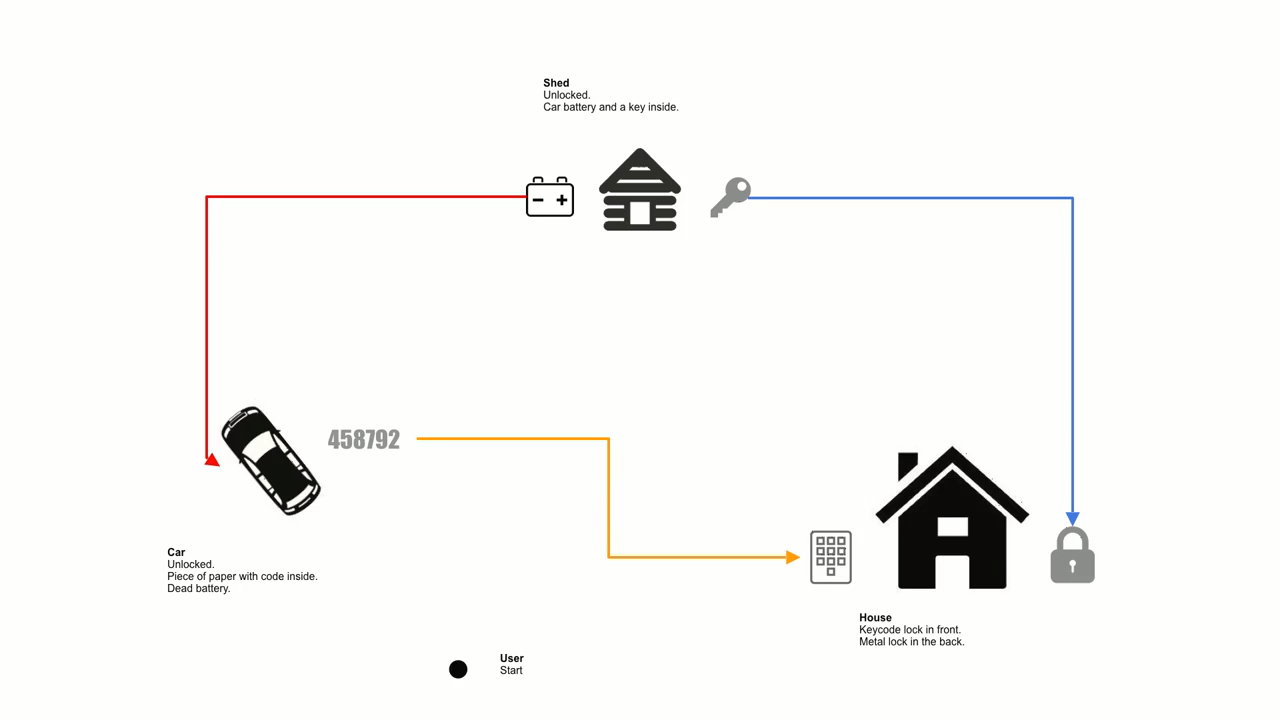 Shed
Unlocked.
Car battery and a key inside.
458792
Car
Unlocked.
Piece of paper with code inside.
Dead battery.
House
Keycode lock in front.
Metal lock in the back.
User
Start